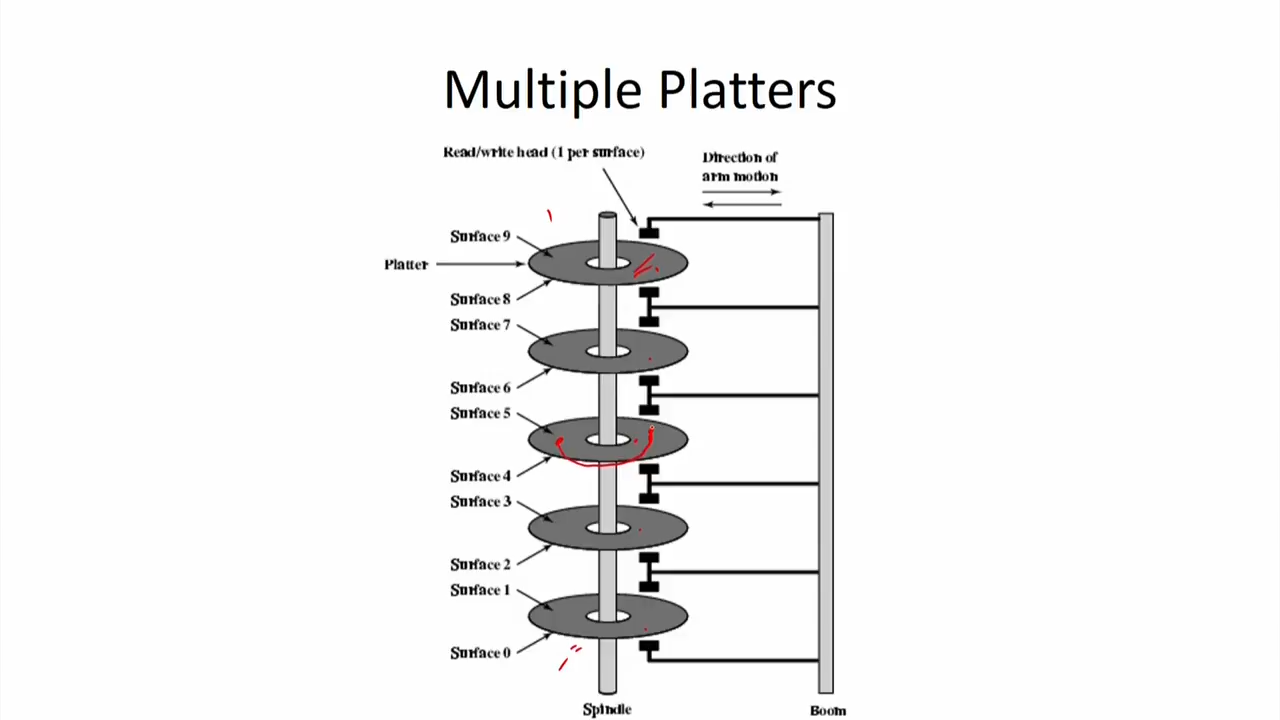 Multiple Platters
Read/write head (1 per surface)
Direction of
arm motion
Surface 9
Platter
Surface 8
Surface 7
Surface 6
Surface 5
Surface 4
Surface 3
Surface 2
Surface 1
Surface 0
Spindle
Boom